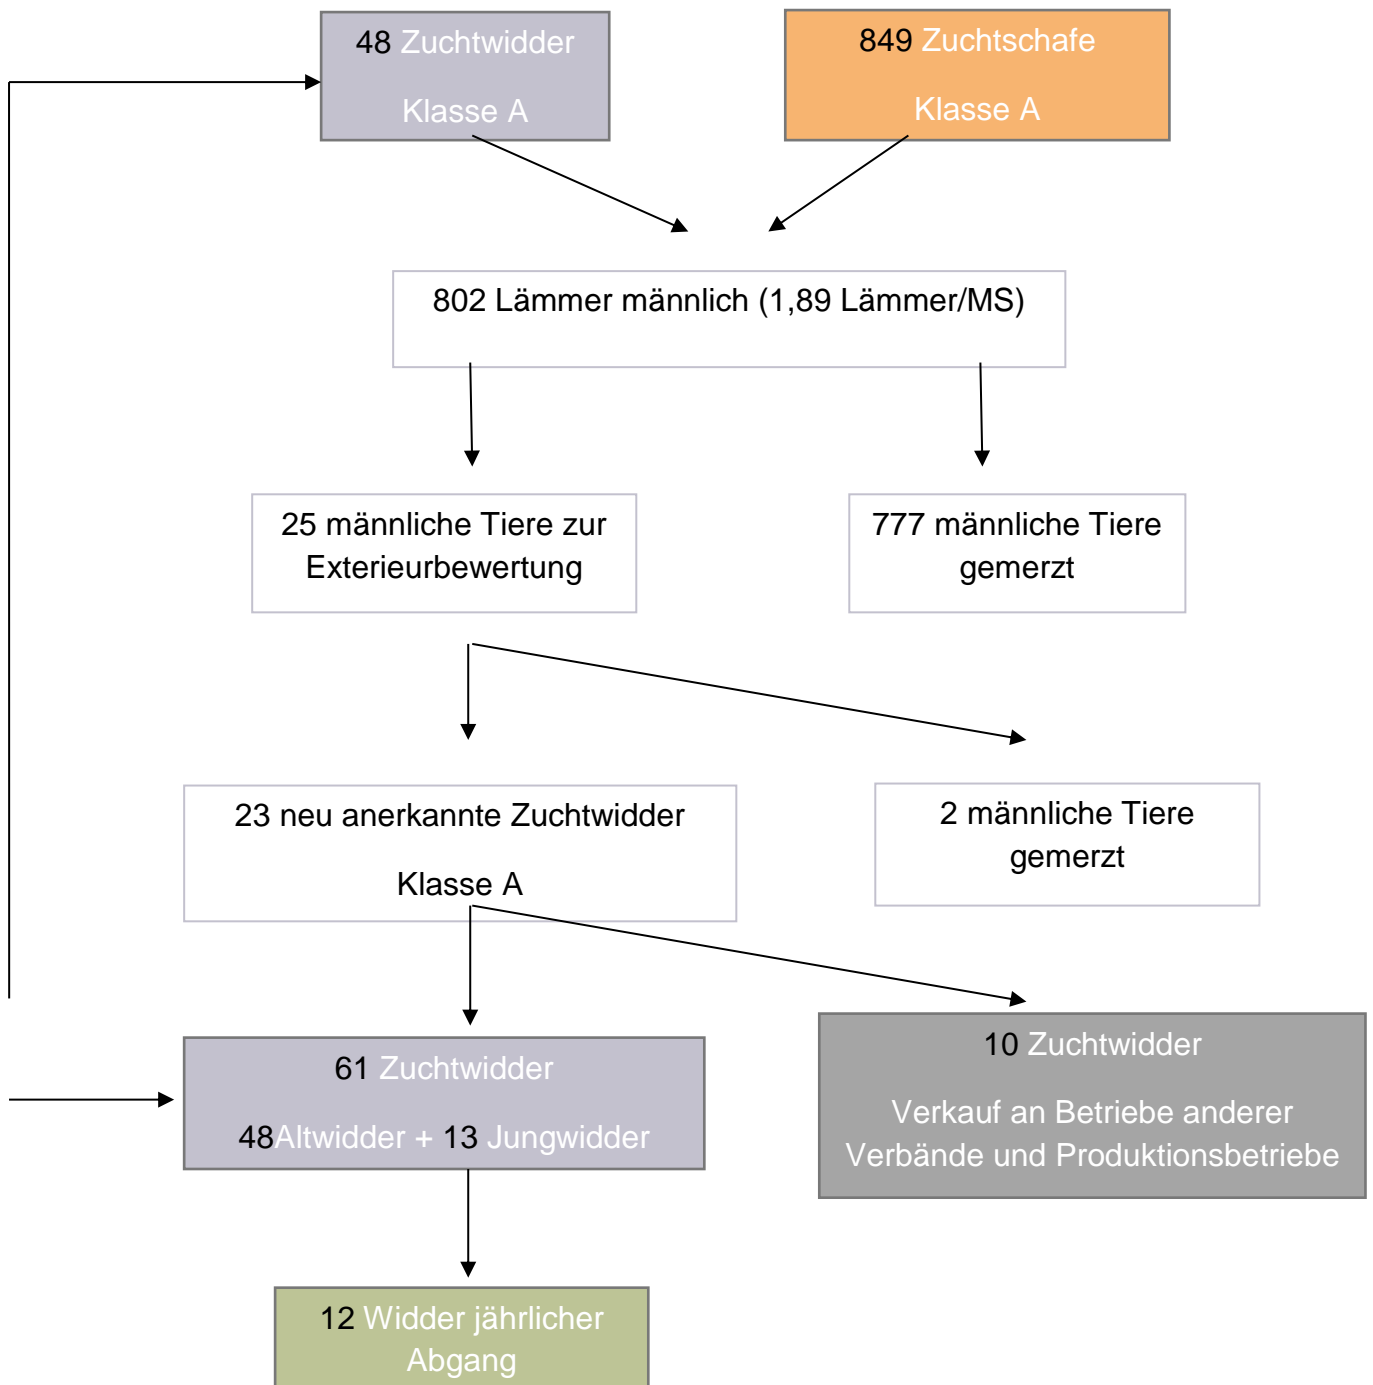 48 Zuchtwidder
Klasse A
849 Zuchtschafe
Klasse A
802 Lämmer männlich (1,89 Lämmer/MS)
25 männliche Tiere zur
Exterieurbewertung
777 männliche Tiere
gemerzt
23 neu anerkannte Zuchtwidder
Klasse A
2 männliche Tiere
gemerzt
61 Zuchtwidder
48Altwidder + 13 Jungwidder
10 Zuchtwidder
Verkauf an Betriebe anderer
Verbände und Produktionsbetriebe
12 Widder jährlicher
Abgang